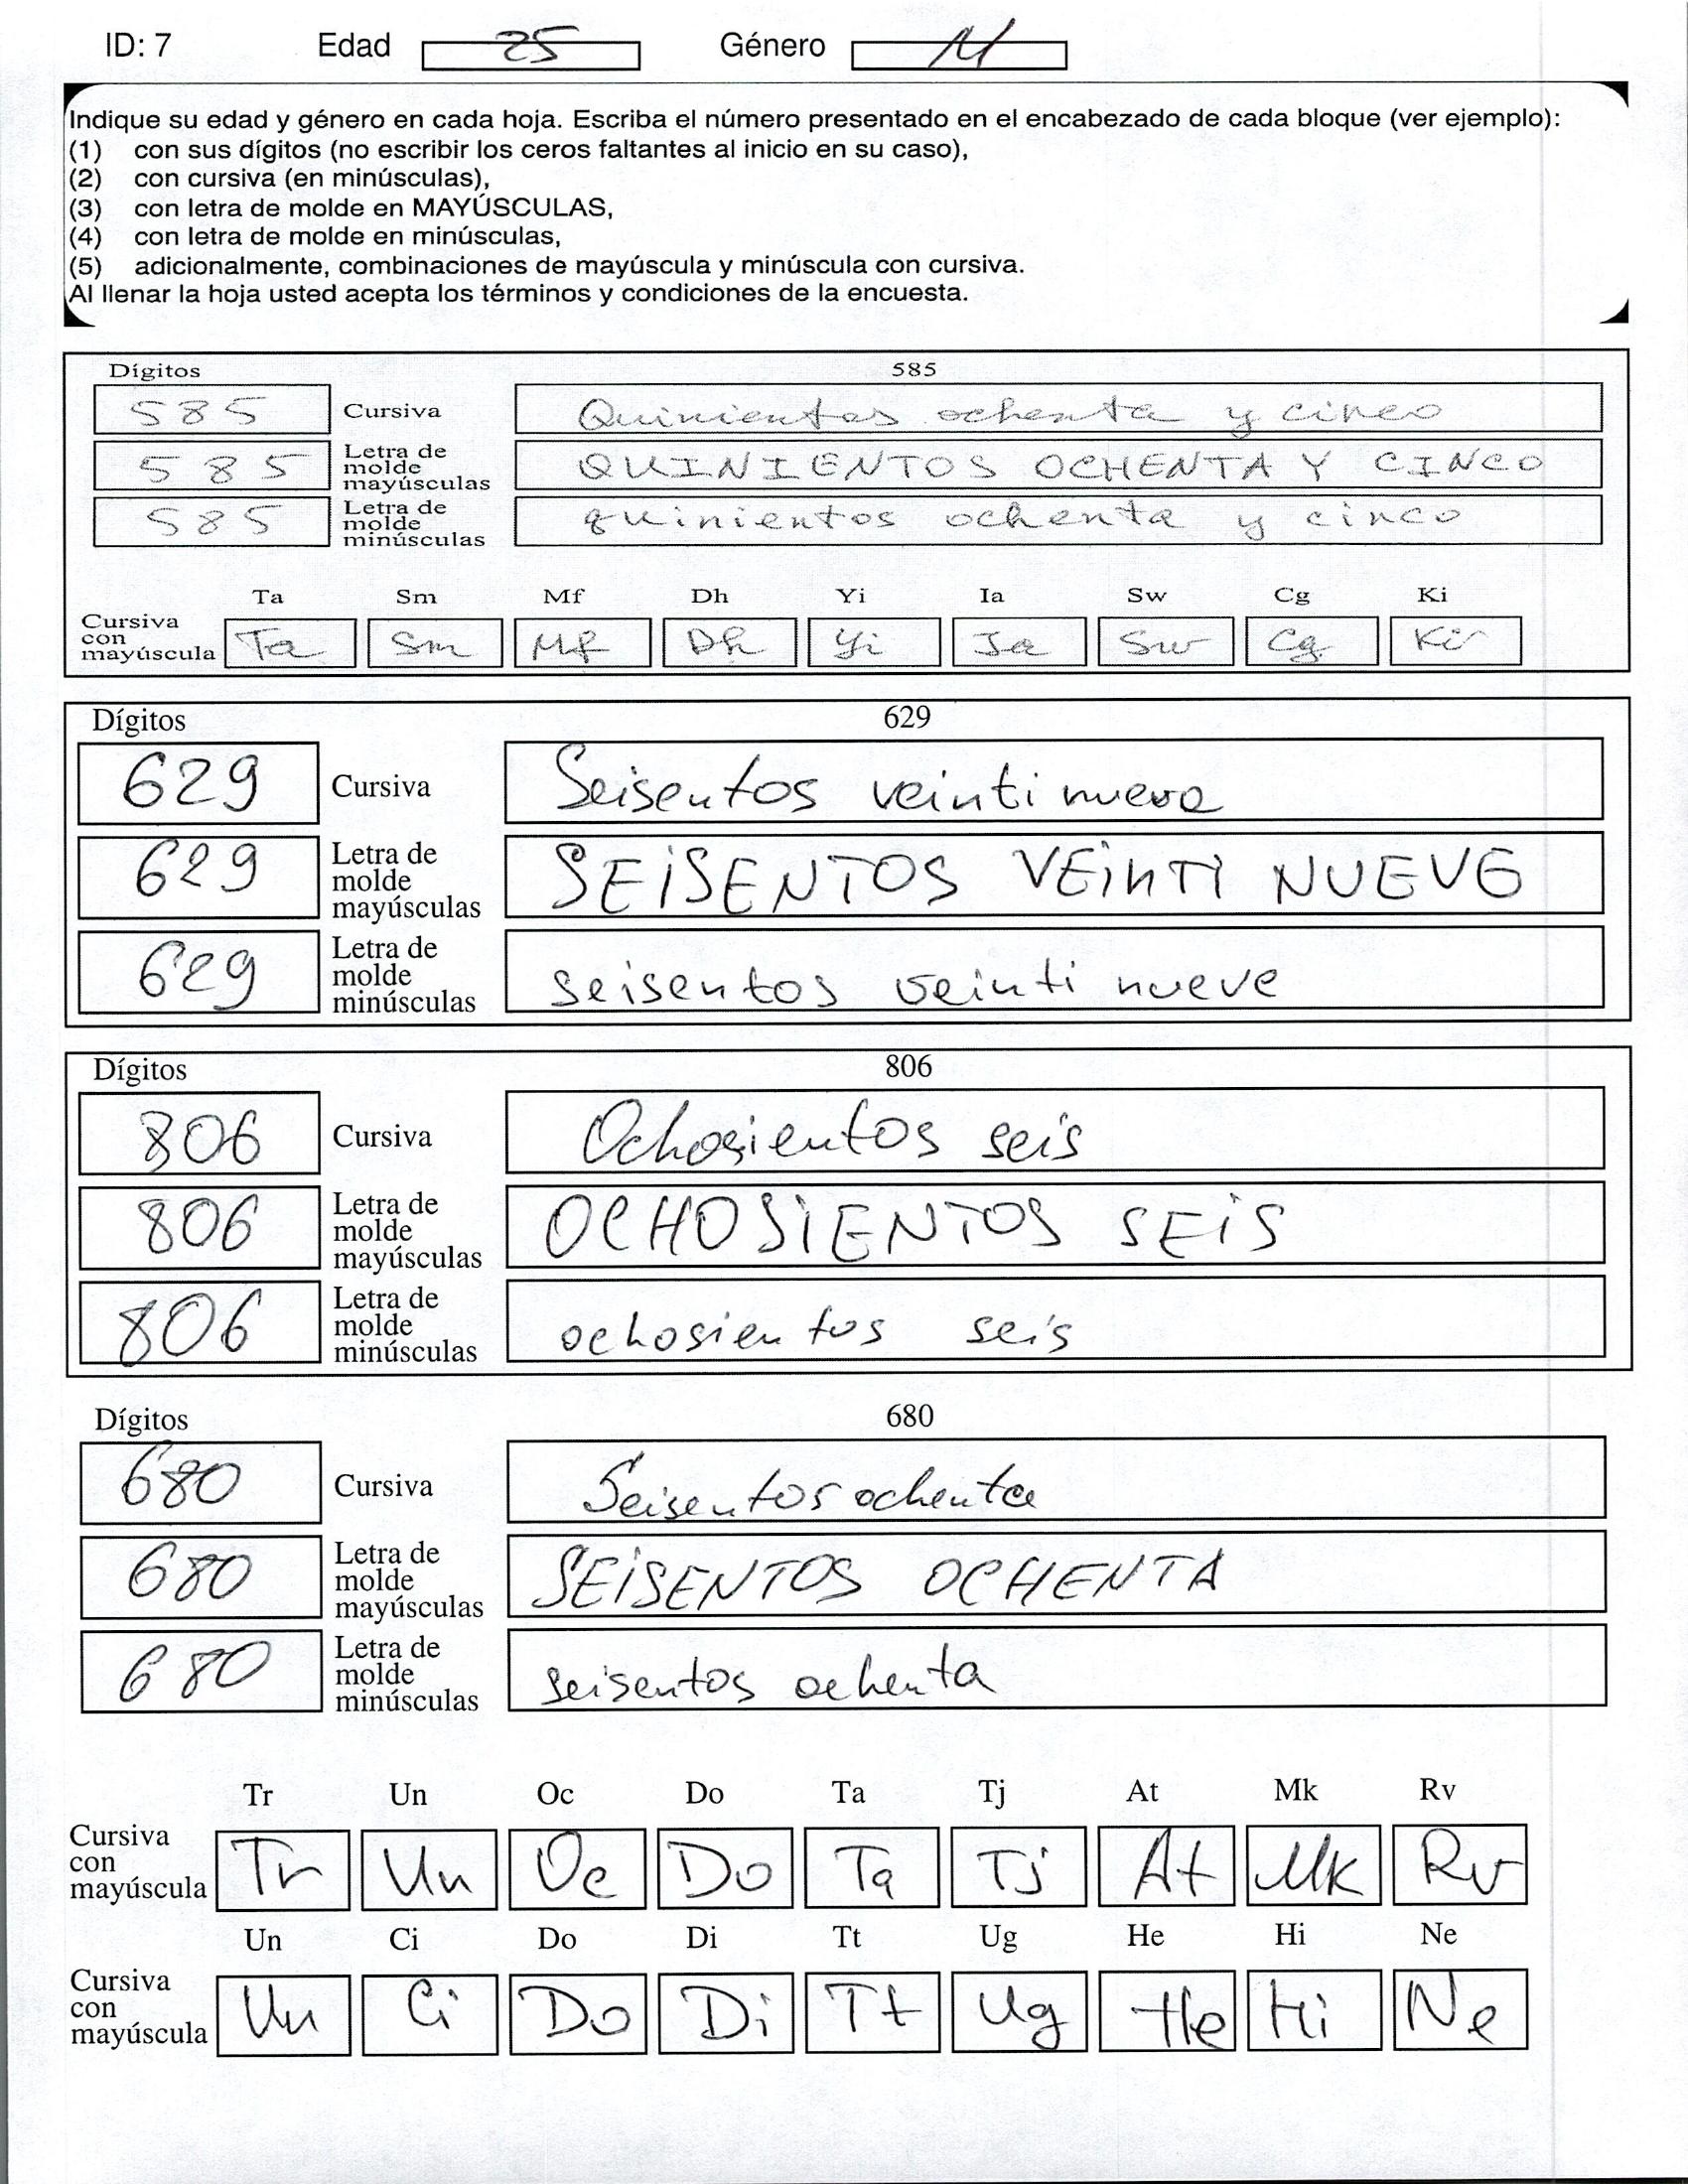 ID: 7 Edad 25 Género M
Indique su edad y género en cada hoja. Escriba el número presentado en el encabezado de cada bloque (ver ejemplo):
(1) con sus dígitos (no escribir los ceros faltantes al inicio en su caso),
(2) con cursiva (en minúsculas),
(3) con letra de molde en MAYÚSCULAS,
(4) con letra de molde en minúsculas,
(5) adicionalmente, combinaciones de mayúscula y minúscula con cursiva.
Al llenar la hoja usted acepta los términos y condiciones de la encuesta.
Dígitos 585
585 Cursiva Quinientos ochenta y cinco
585 Letra de molde mayúsculas QUINIENTOS OCHENTA Y CINCO
585 Letra de molde minúsculas quinientos ochenta y cinco
Ta Sm Mf Dh Yi Ia Sw Cg Ki
Cursiva con mayúscula Ta Sm Mf Dh Yi Ia Sw Cg Ki
Dígitos 629
629 Cursiva Seisentos veinti nueve
629 Letra de molde mayúsculas SEiSENTOS VEiNTi NUEVE
629 Letra de molde minúsculas seisentos veinti nueve
Dígitos 806
806 Cursiva Ochosientos seis
806 Letra de molde mayúsculas OCHOSiENTOS SEiS
806 Letra de molde minúsculas ochosientos seis
Dígitos 680
680 Cursiva Seisentos ochenta
680 Letra de molde mayúsculas SEiSENTOS OCHENTA
680 Letra de molde minúsculas seisentos ochenta
Tr Un Oc Do Ta Tj At Mk Rv
Cursiva con mayúscula Tr Un Oc Do Ta Tj At Mk Rv
Un Ci Do Di Tt Ug He Hi Ne
Cursiva con mayúscula Un Ci Do Di Tt Ug He Hi Ne